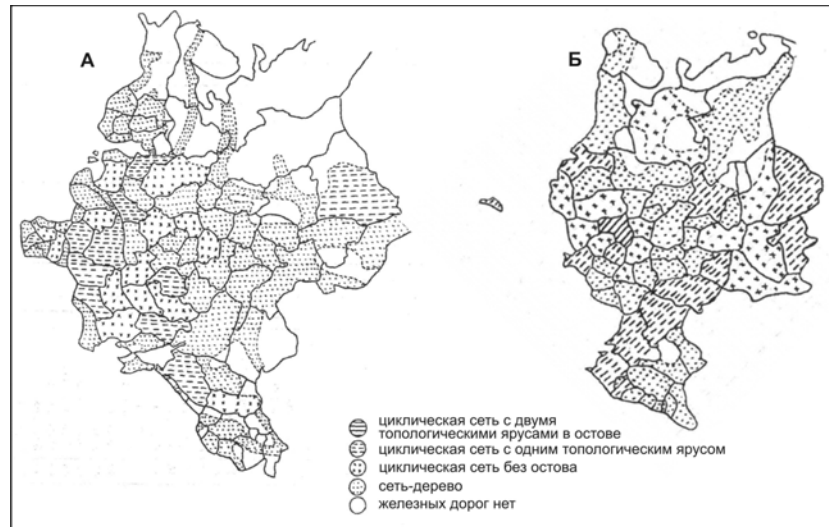 А
Б
циклическая сеть с двумя
топологическими ярусами в остове
циклическая сеть с одним топологическим ярусом
циклическая сеть без остова
сеть-дерево
железных дорог нет